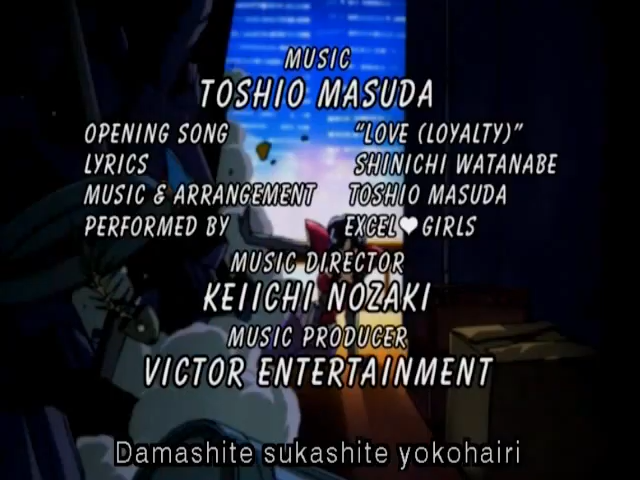 MUSIC
TOSHIO MASUDA
OPENING SONG "LOVE (LOYALTY)"
LYRICS SHINICHI WATANABE
MUSIC & ARRANGEMENT TOSHIO MASUDA
PERFORMED BY EXCEL♥GIRLS
MUSIC DIRECTOR
KEIICHI NOZAKI
MUSIC PRODUCER
VICTOR ENTERTAINMENT
Damashite sukashite yokohairi